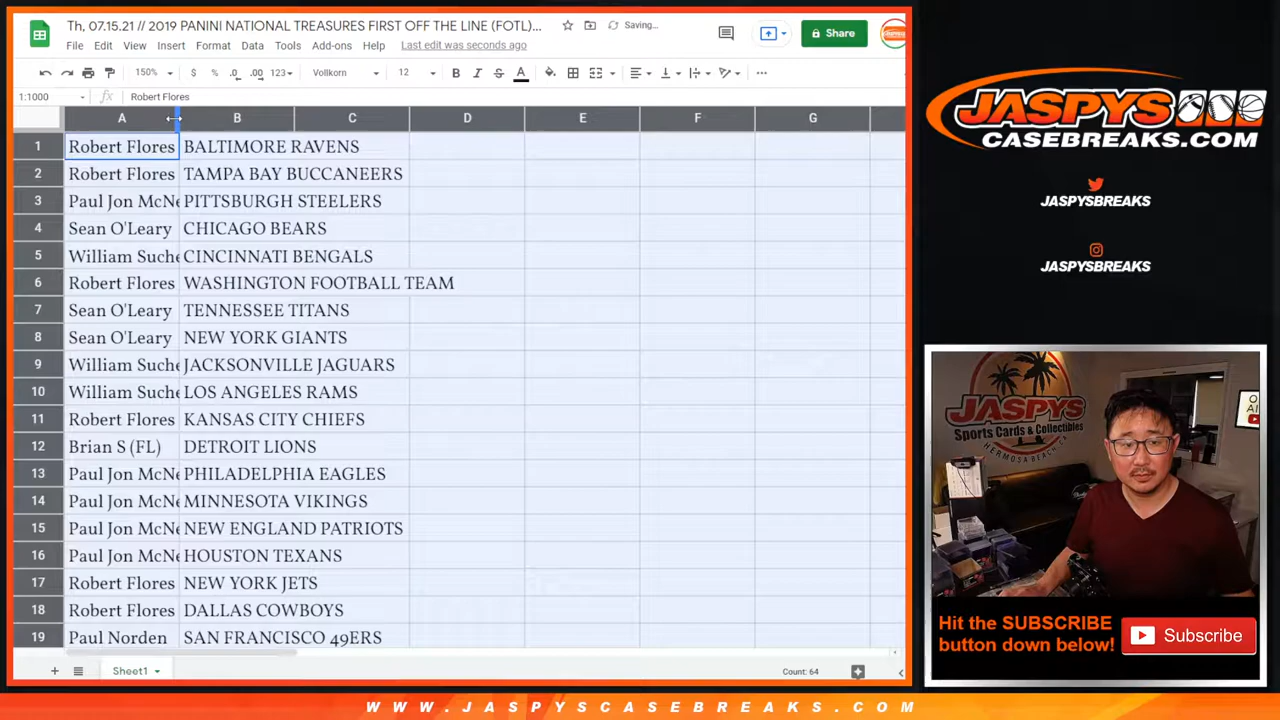 Th, 07.15.21 // 2019 PANINI NATIONAL TREASURES FIRST OFF THE LINE (FOTL)... Saving...
File Edit View Insert Format Data Tools Add-ons Help Last edit was seconds ago
Share
150% $ % .0 .00 123 Vollkorn 12 B I S A
1:1000 fx Robert Flores
A B C D E F G
1 Robert Flores BALTIMORE RAVENS
2 Robert Flores TAMPA BAY BUCCANEERS
3 Paul Jon McNe PITTSBURGH STEELERS
4 Sean O'Leary CHICAGO BEARS
5 William Suche CINCINNATI BENGALS
6 Robert Flores WASHINGTON FOOTBALL TEAM
7 Sean O'Leary TENNESSEE TITANS
8 Sean O'Leary NEW YORK GIANTS
9 William Suche JACKSONVILLE JAGUARS
10 William Suche LOS ANGELES RAMS
11 Robert Flores KANSAS CITY CHIEFS
12 Brian S (FL) DETROIT LIONS
13 Paul Jon McNe PHILADELPHIA EAGLES
14 Paul Jon McNe MINNESOTA VIKINGS
15 Paul Jon McNe NEW ENGLAND PATRIOTS
16 Paul Jon McNe HOUSTON TEXANS
17 Robert Flores NEW YORK JETS
18 Robert Flores DALLAS COWBOYS
19 Paul Norden SAN FRANCISCO 49ERS
Sheet1
Count: 64
JASPYS
CASEBREAKS.COM
JASPYSBREAKS
JASPYSBREAKS
JASPYS
Sports Cards & Collectibles
HERMOSA BEACH, CA
Hit the SUBSCRIBE
button down below!
Subscribe
WWW.JASPYSCASEBREAKS.COM